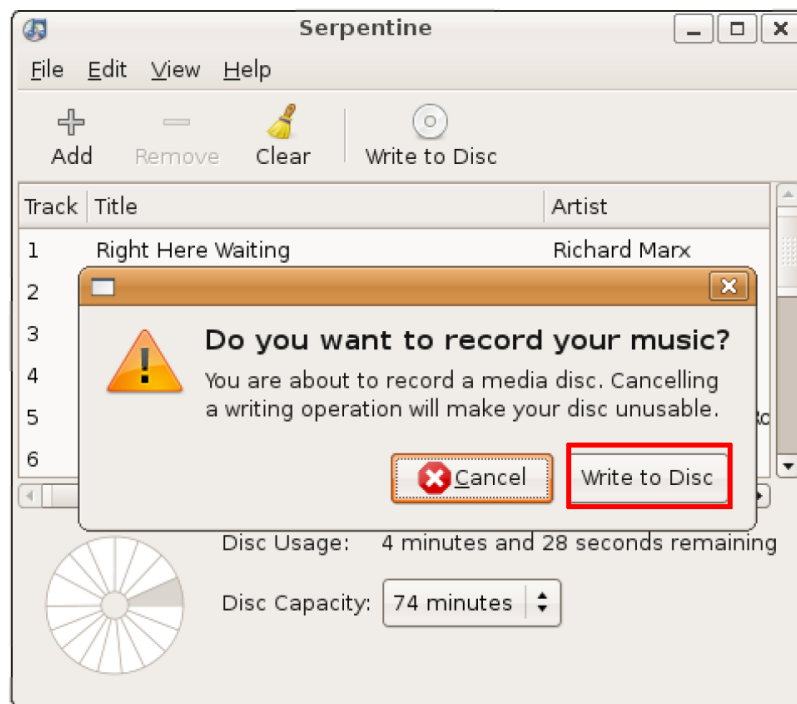 Serpentine
File Edit View Help
Add Remove Clear Write to Disc
Track Title Artist
1 Right Here Waiting Richard Marx
2
Do you want to record your music?
3
You are about to record a media disc. Cancelling
4
a writing operation will make your disc unusable.
5
6
Cancel Write to Disc
Disc Usage: 4 minutes and 28 seconds remaining
Disc Capacity: 74 minutes